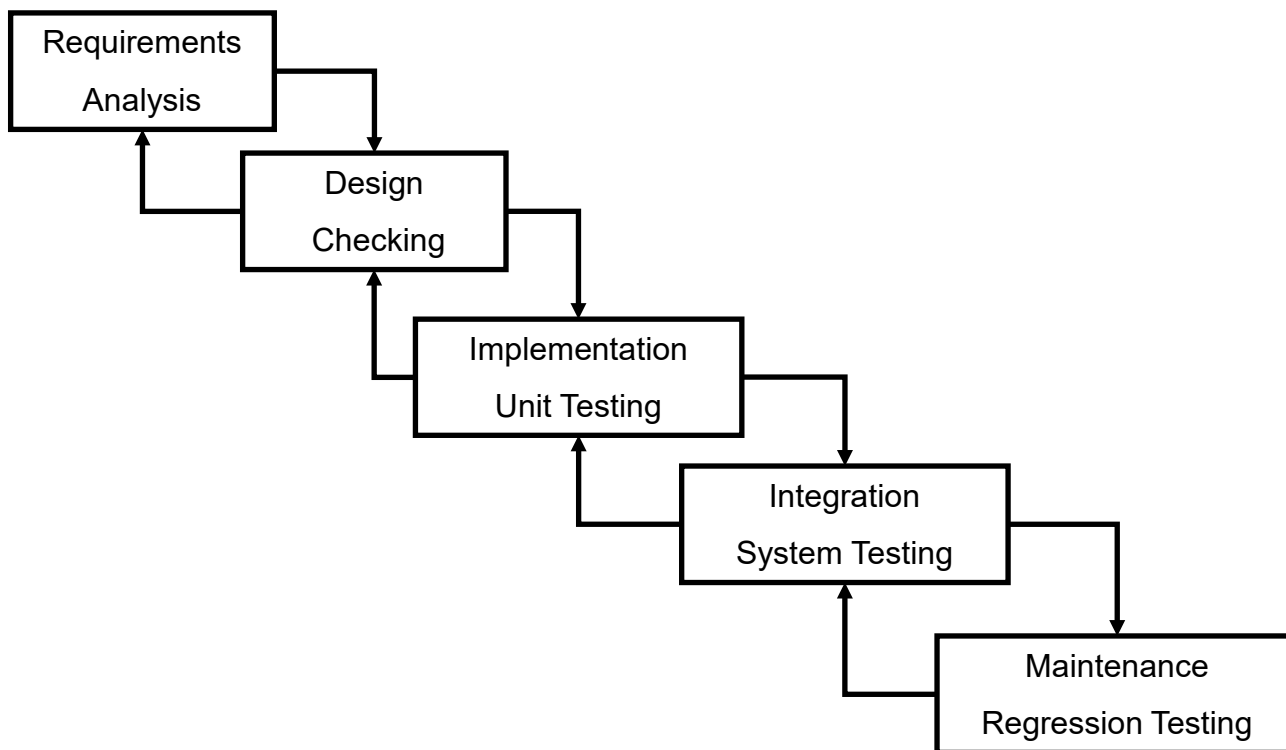 Requirements
Analysis
Design
Checking
Implementation
Unit Testing
Integration
System Testing
Maintenance
Regression Testing